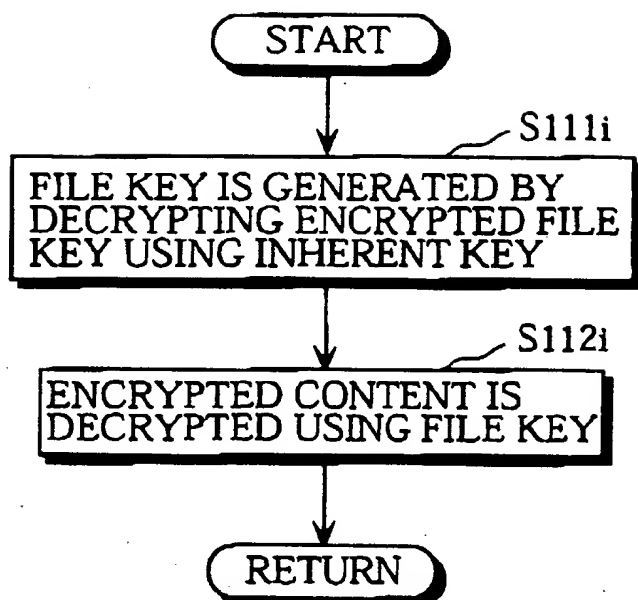 START
S111i
FILE KEY IS GENERATED BY
DECRYPTING ENCRYPTED FILE
KEY USING INHERENT KEY
S112i
ENCRYPTED CONTENT IS
DECRYPTED USING FILE KEY
RETURN